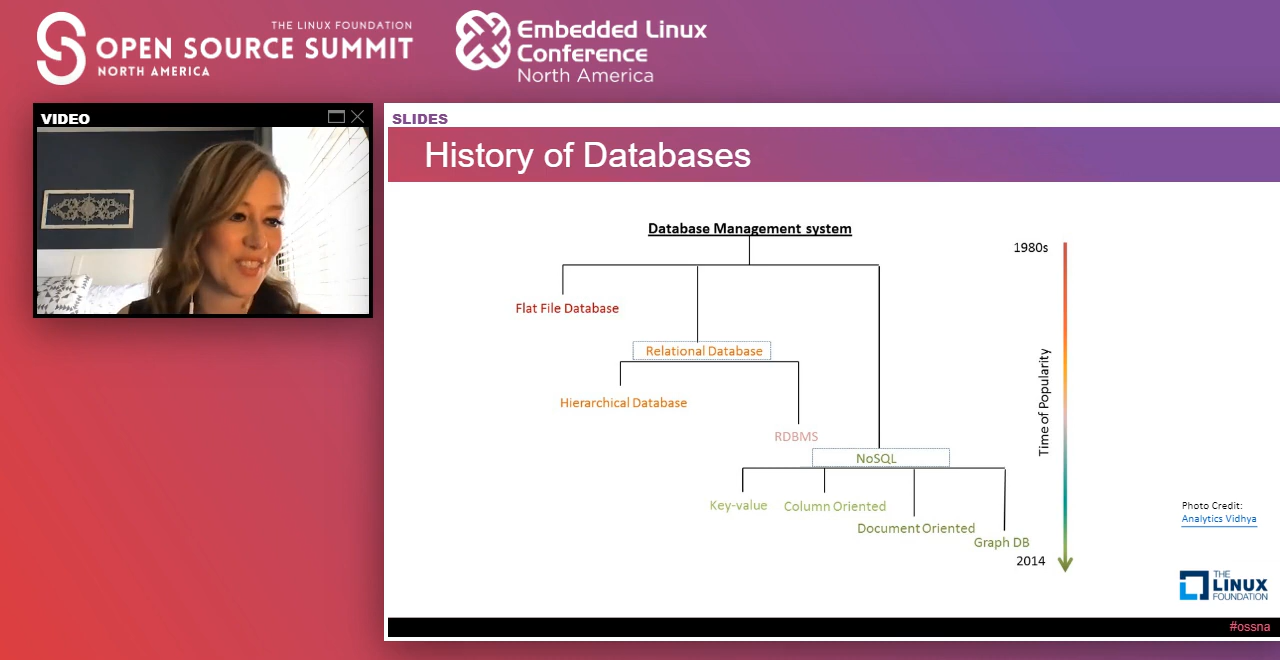 THE LINUX FOUNDATION
OPEN SOURCE SUMMIT
NORTH AMERICA
Embedded Linux
Conference
North America
VIDEO
SLIDES
History of Databases
Database Management system
1980s
Flat File Database
Relational Database
Hierarchical Database
RDBMS
NoSQL
Key-value
Column Oriented
Document Oriented
Graph DB
Time of Popularity
2014
Photo Credit:
Analytics Vidhya
THE
LINUX
FOUNDATION
#ossna